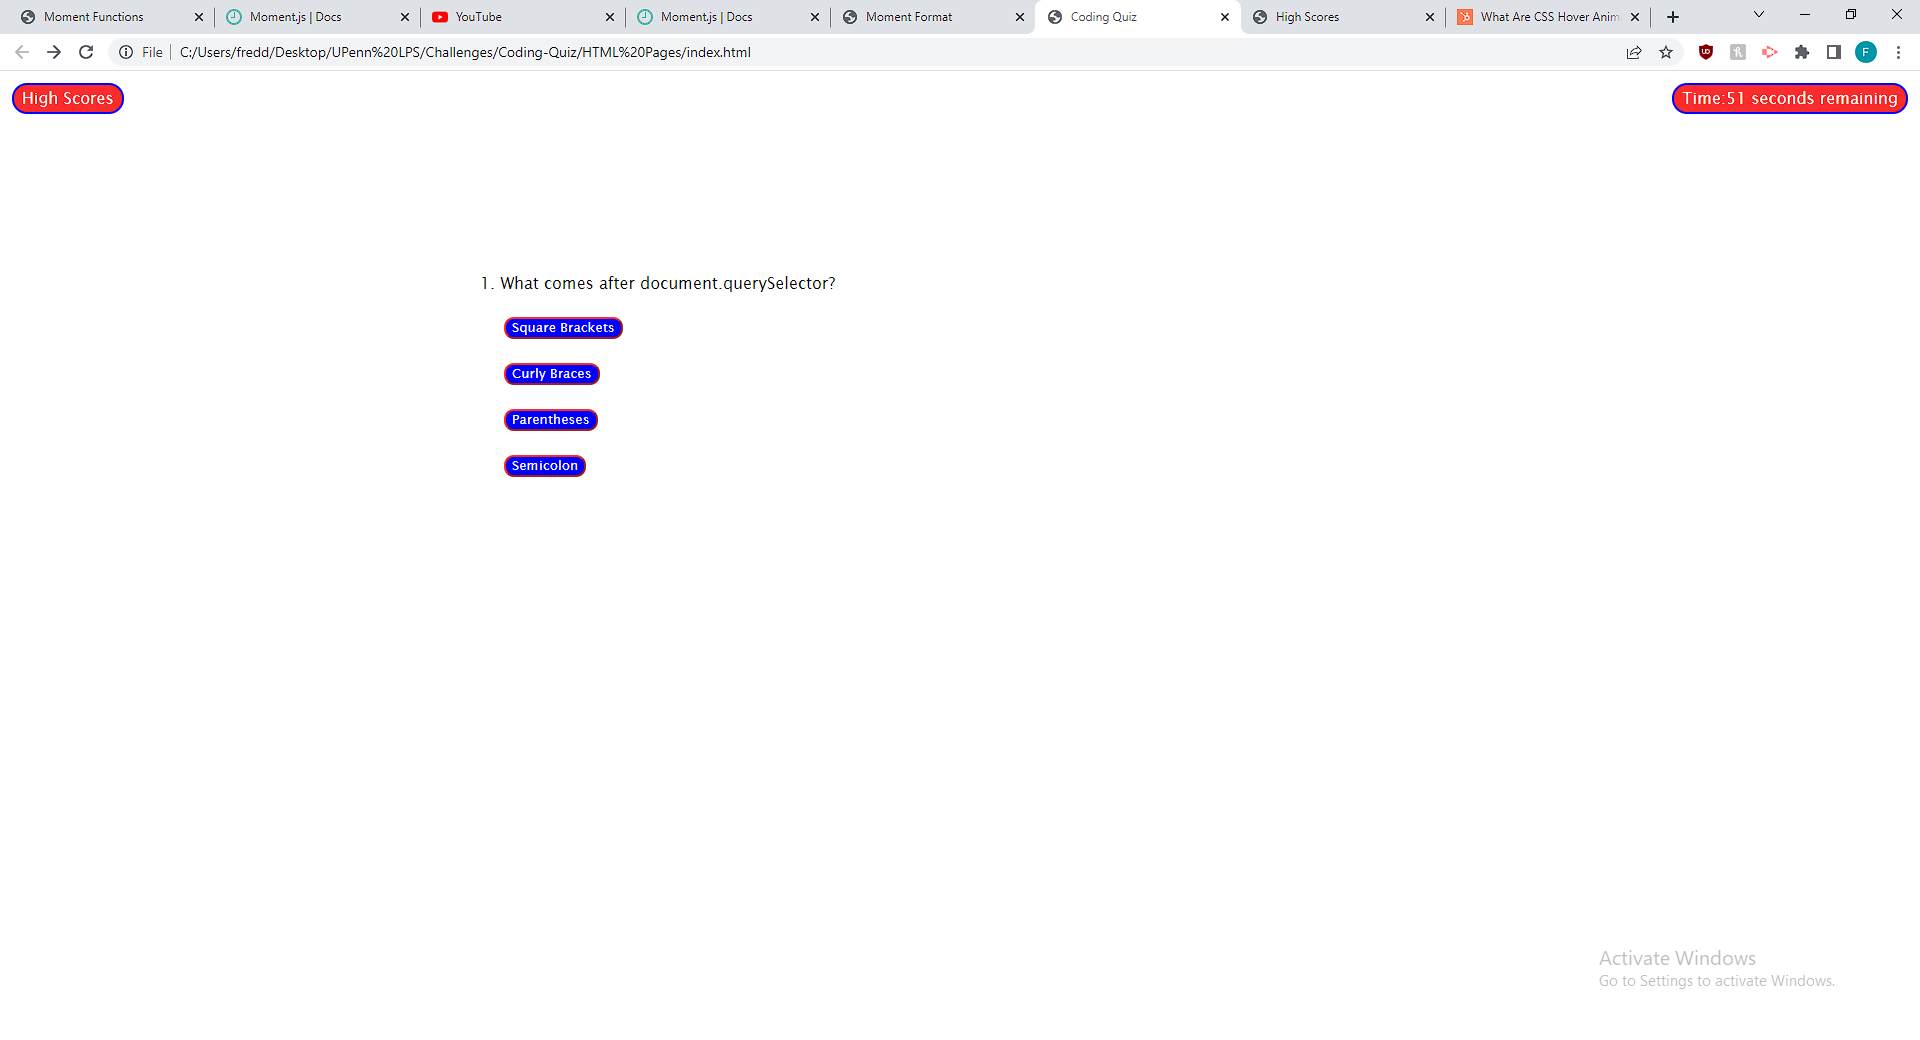 Moment Functions
Moment.js | Docs
YouTube
Moment.js | Docs
Moment Format
Coding Quiz
High Scores
What Are CSS Hover Anim
File
C:/Users/fredd/Desktop/UPenn%20LPS/Challenges/Coding-Quiz/HTML%20Pages/index.html
F
High Scores
Time:51 seconds remaining
1. What comes after document.querySelector?
Square Brackets
Curly Braces
Parentheses
Semicolon
Activate Windows
Go to Settings to activate Windows.